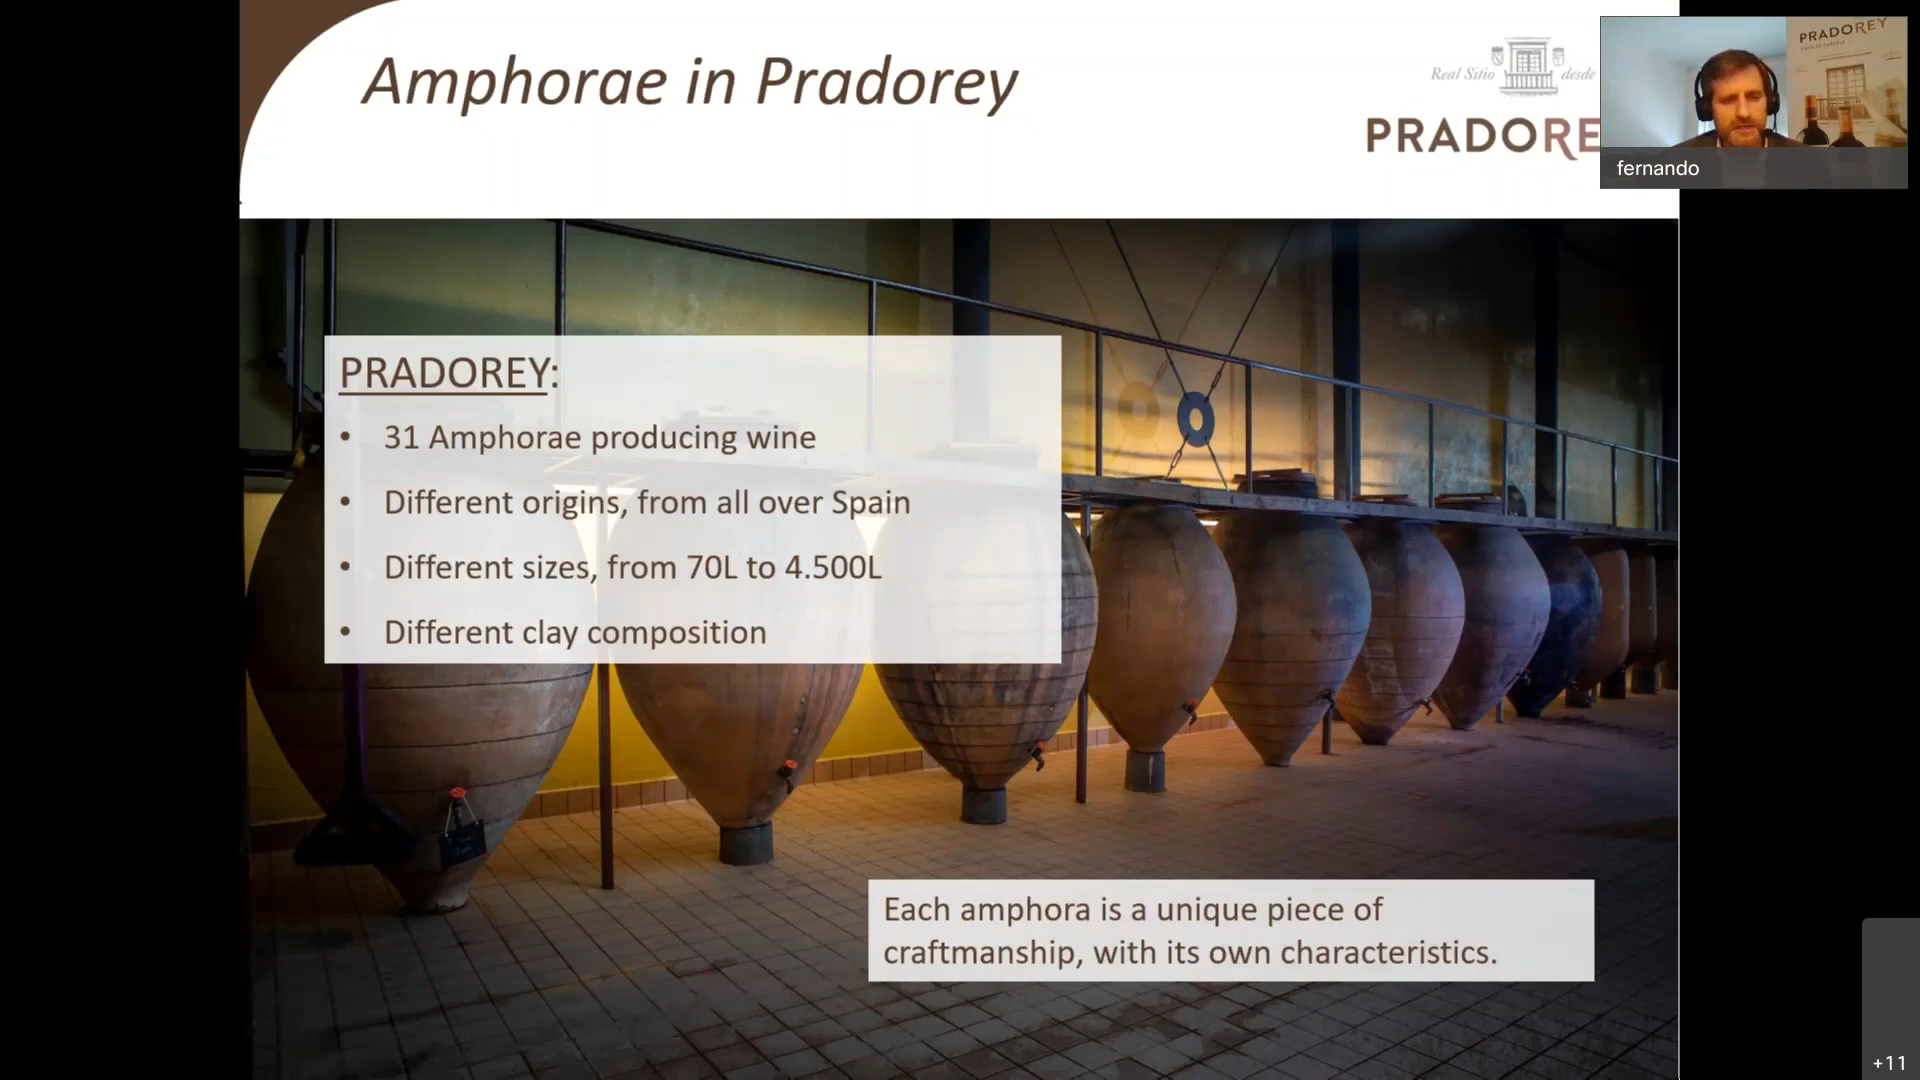 Amphorae in Pradorey
Real Sitio desde
PRADORE
PRADOREY
fernando
PRADOREY:
• 31 Amphorae producing wine
• Different origins, from all over Spain
• Different sizes, from 70L to 4.500L
• Different clay composition
Each amphora is a unique piece of
craftmanship, with its own characteristics.
+11